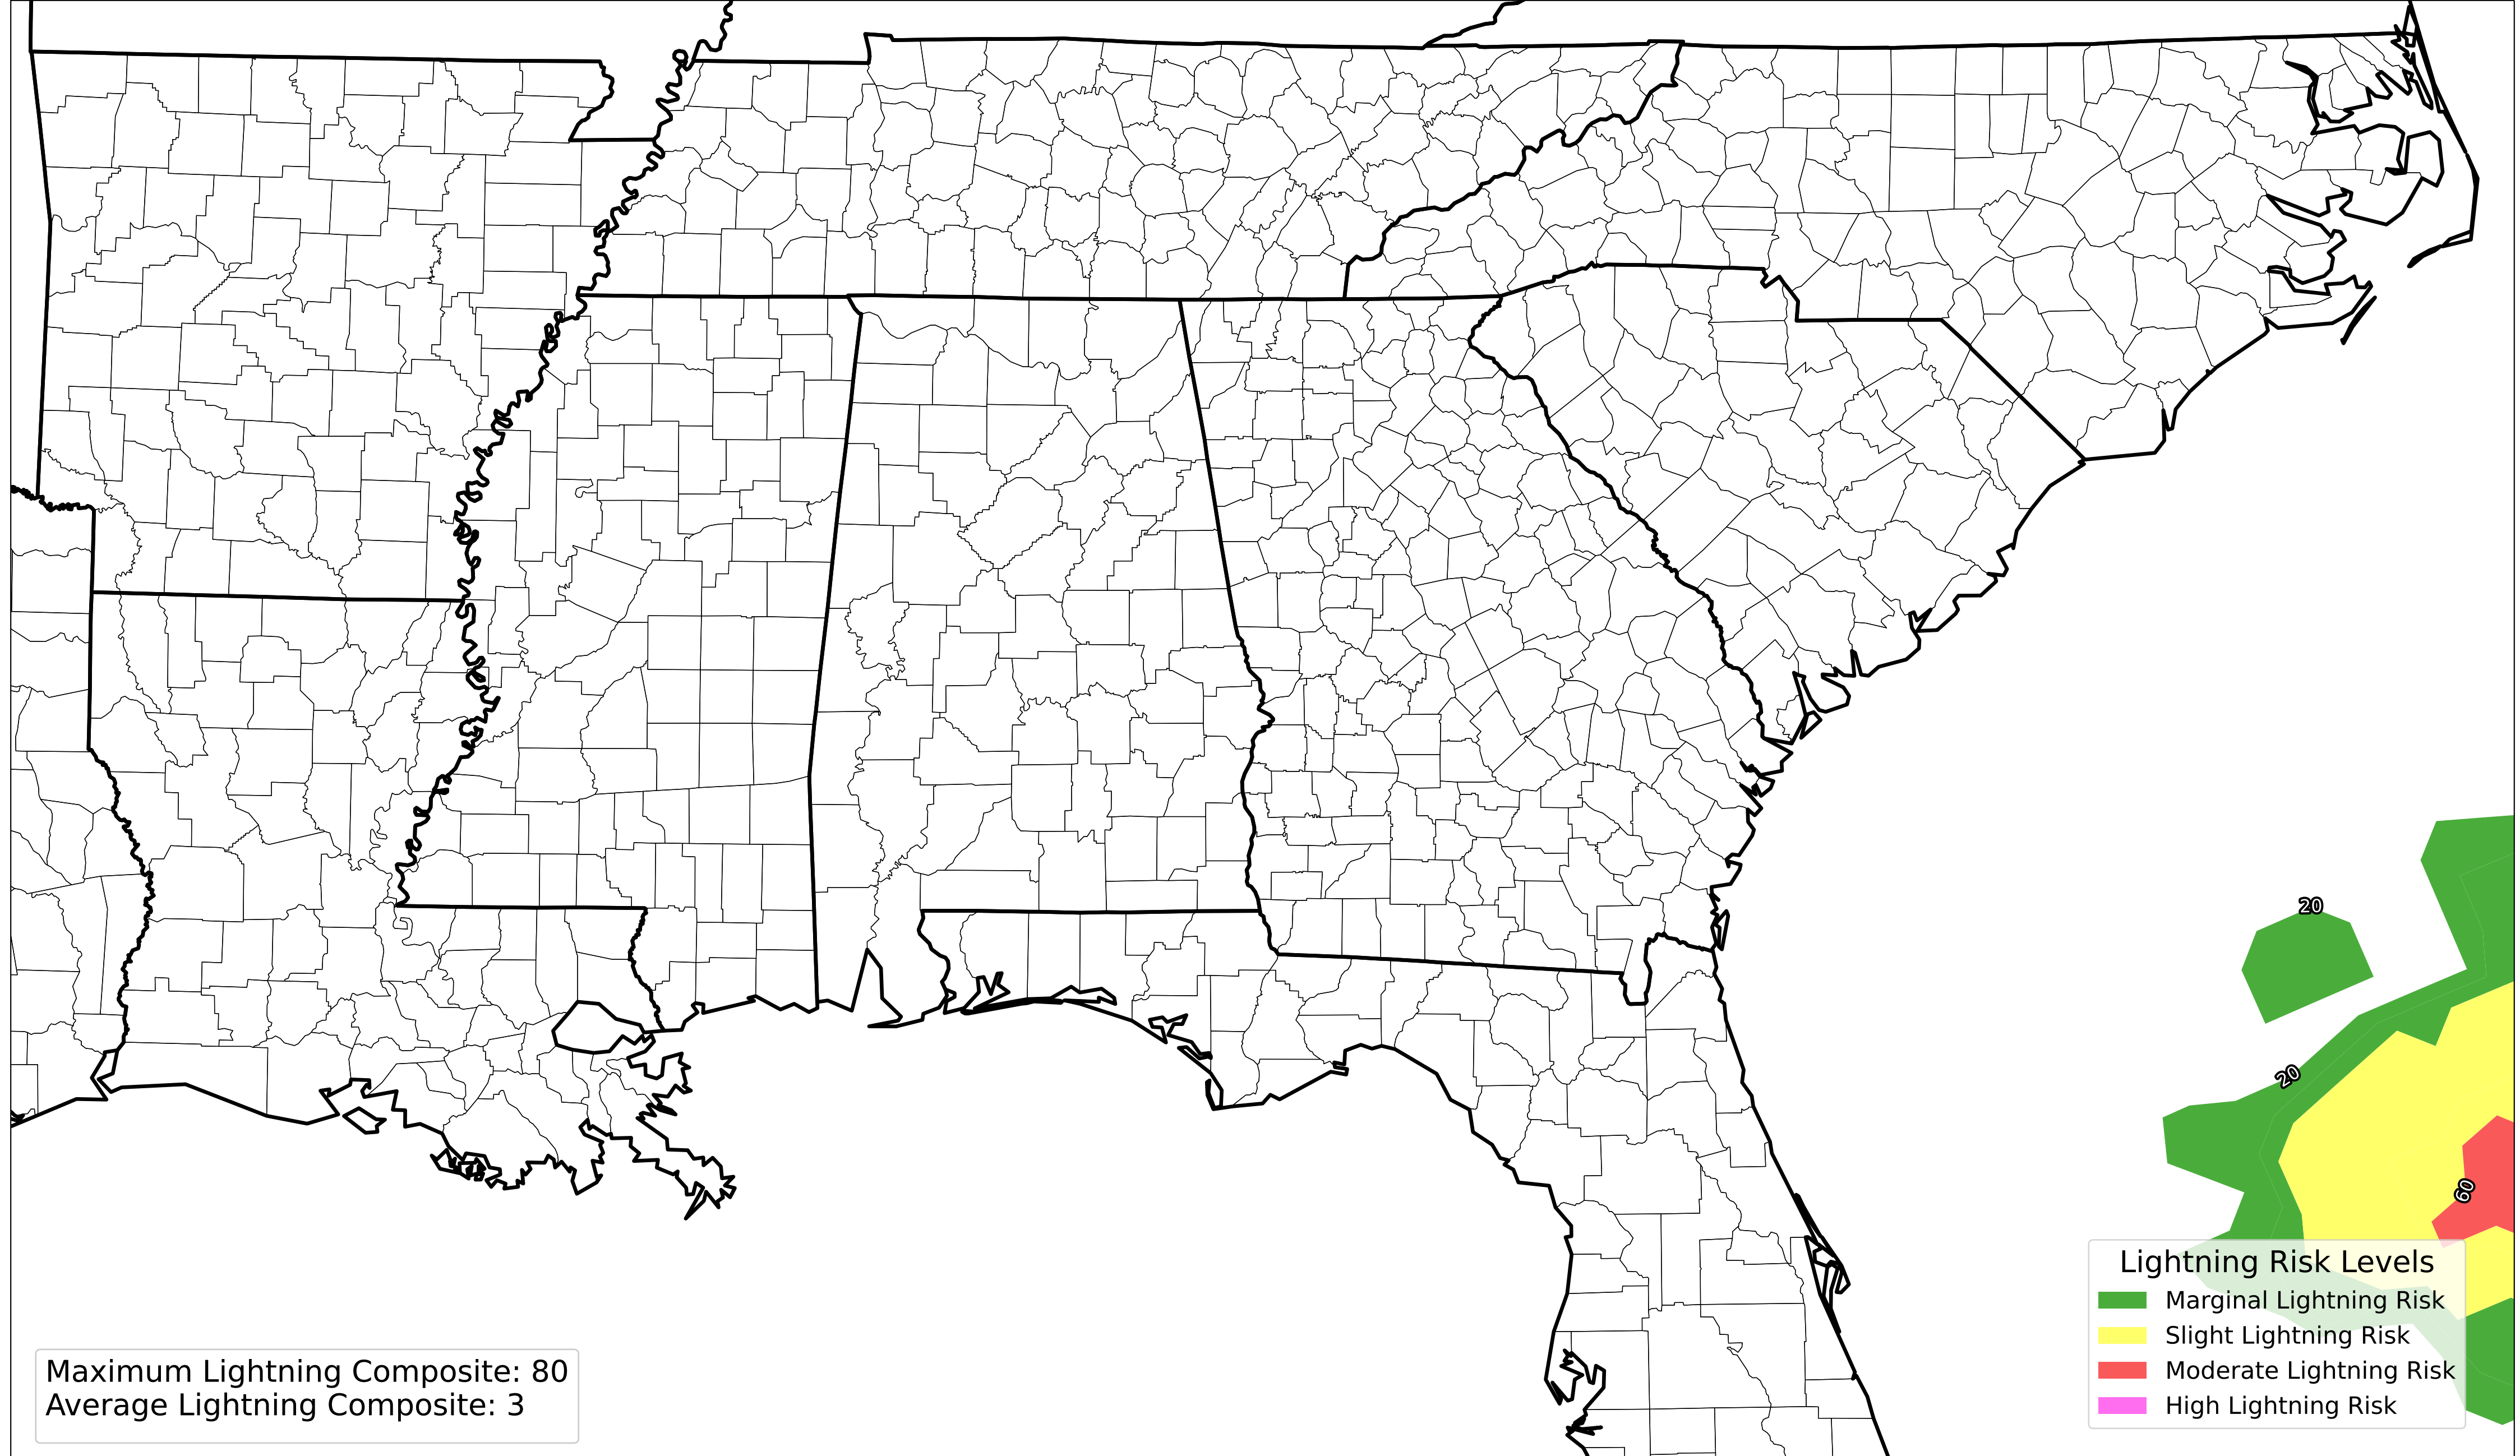 20
20
60
Lightning Risk Levels
Marginal Lightning Risk
Slight Lightning Risk
Moderate Lightning Risk
High Lightning Risk
Maximum Lightning Composite: 80
Average Lightning Composite: 3